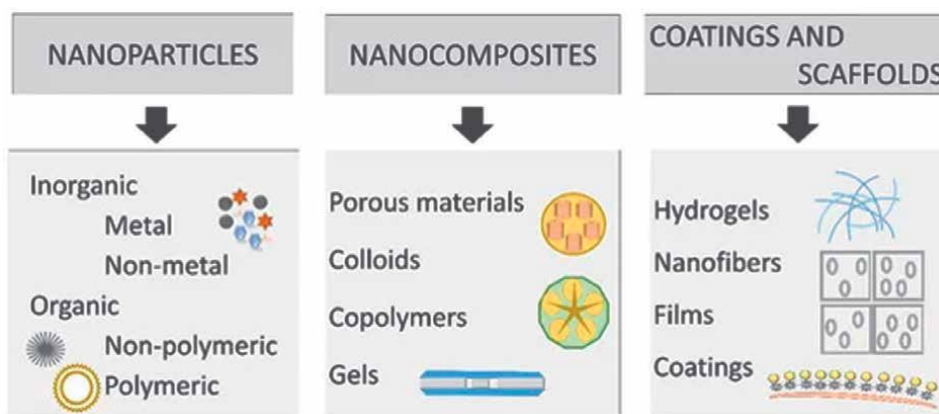 NANOPARTICLES
Inorganic
Metal
Non-metal
Organic
Non-polymeric
Polymeric
NANOCOMPOSITES
Porous materials
Colloids
Copolymers
Gels
COATINGS AND
SCAFFOLDS
Hydrogels
Nanofibers
Films
Coatings